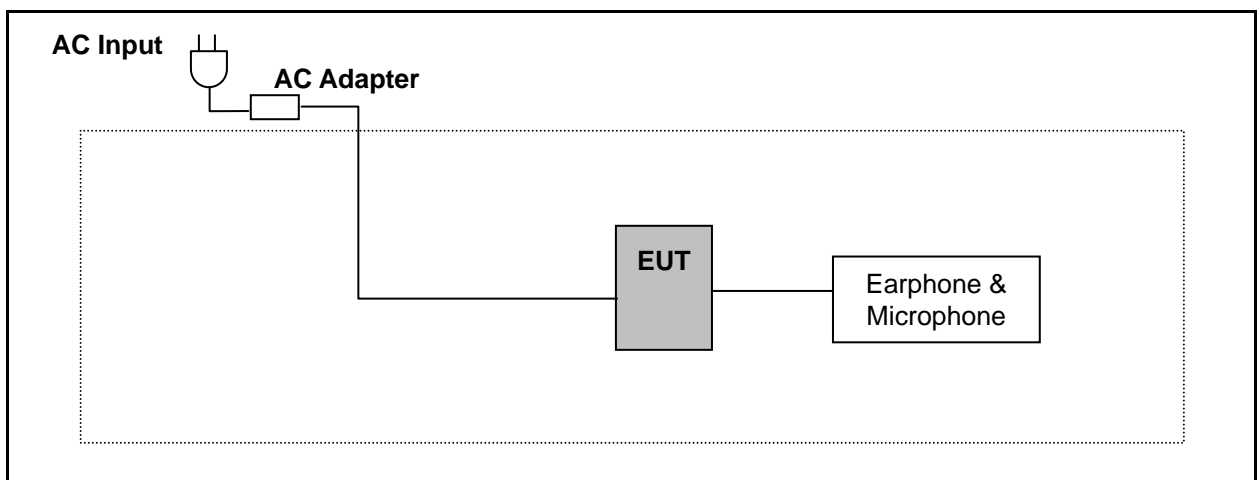 AC Input
AC Adapter
EUT
Earphone &
Microphone